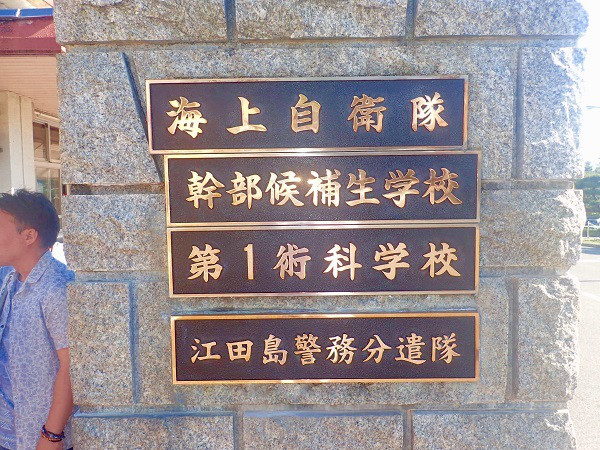 海上自衛隊
幹部候補生学校
第1術科学校
江田島警務分遣隊